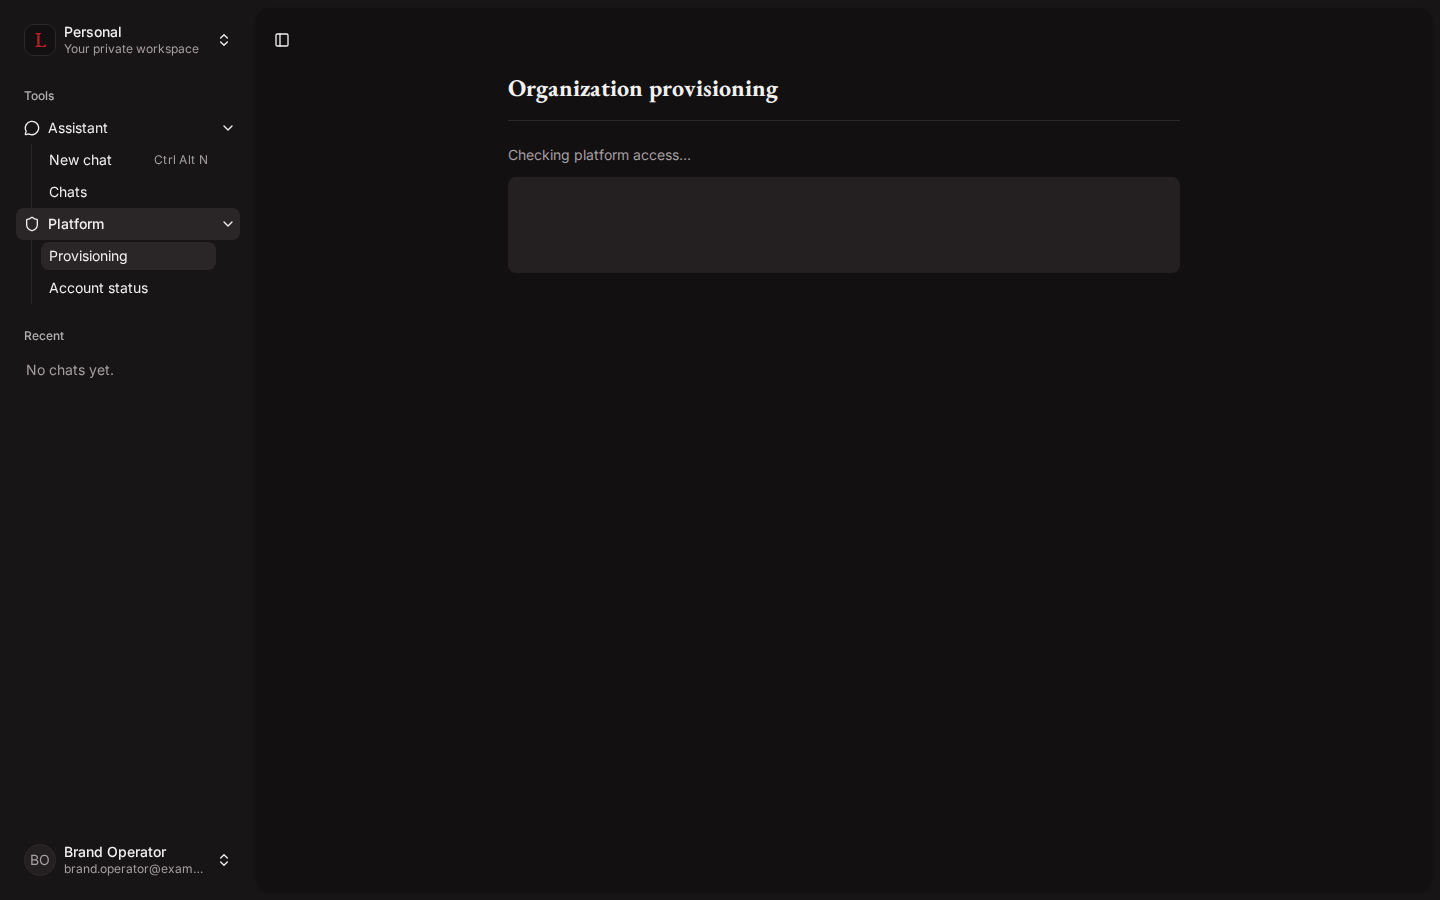 L
Personal
Your private workspace
Tools
Assistant
New chat Ctrl Alt N
Chats
Platform
Provisioning
Account status
Recent
No chats yet.
BO
Brand Operator
brand.operator@exam...
Organization provisioning
Checking platform access...